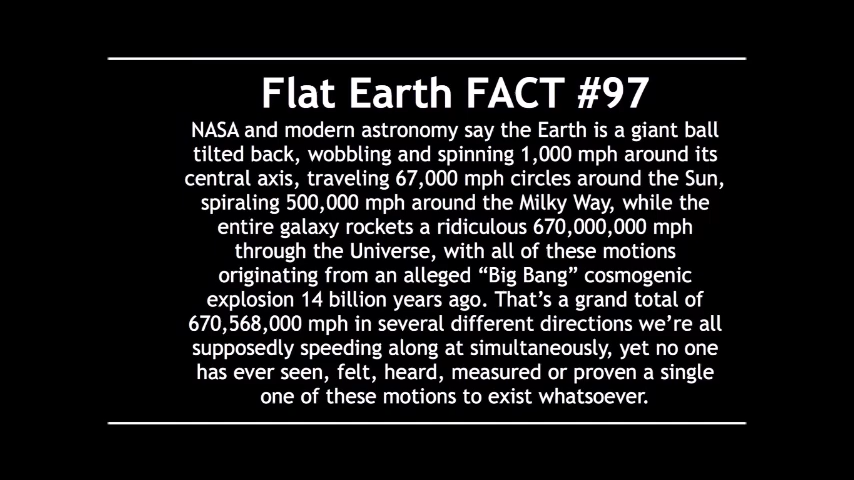 Flat Earth FACT #97
NASA and modern astronomy say the Earth is a giant ball
tilted back, wobbling and spinning 1,000 mph around its
central axis, traveling 67,000 mph circles around the Sun,
spiraling 500,000 mph around the Milky Way, while the
entire galaxy rockets a ridiculous 670,000,000 mph
through the Universe, with all of these motions
originating from an alleged “Big Bang” cosmogenic
explosion 14 billion years ago. That’s a grand total of
670,568,000 mph in several different directions we’re all
supposedly speeding along at simultaneously, yet no one
has ever seen, felt, heard, measured or proven a single
one of these motions to exist whatsoever.